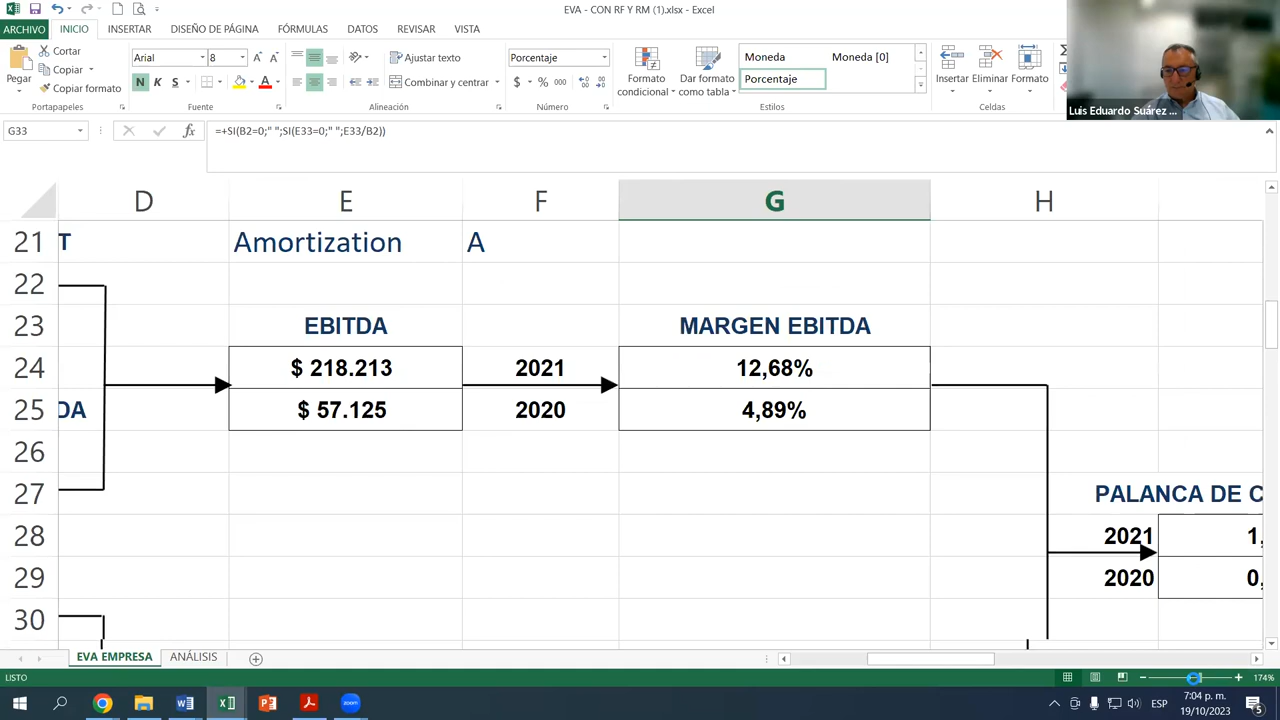 EVA - CON RF Y RM (1).xlsx - Excel
ARCHIVO INICIO INSERTAR DISEÑO DE PÁGINA FÓRMULAS DATOS REVISAR VISTA
Pegar
Cortar
Copiar
Copiar formato
Portapapeles
Arial 8
N K S
Fuente
Ajustar texto
Combinar y centrar
Alineación
Porcentaje
$ % 000
Número
Formato condicional
Dar formato como tabla
Moneda Moneda [0]
Porcentaje
Estilos
Insertar Eliminar Formato
Celdas
Luis Eduardo Suárez ...
G33
fx
=+SI(B2=0;" ";SI(E33=0;" ";E33/B2))
D E F G H
21 T Amortization A
22
23 EBITDA MARGEN EBITDA
24 $ 218.213 2021 12,68%
25 DA $ 57.125 2020 4,89%
26
27 PALANCA DE C
28 2021 1,
29 2020 0,
30
EVA EMPRESA ANÁLISIS
LISTO
174%
ESP
7:04 p. m.
19/10/2023
5